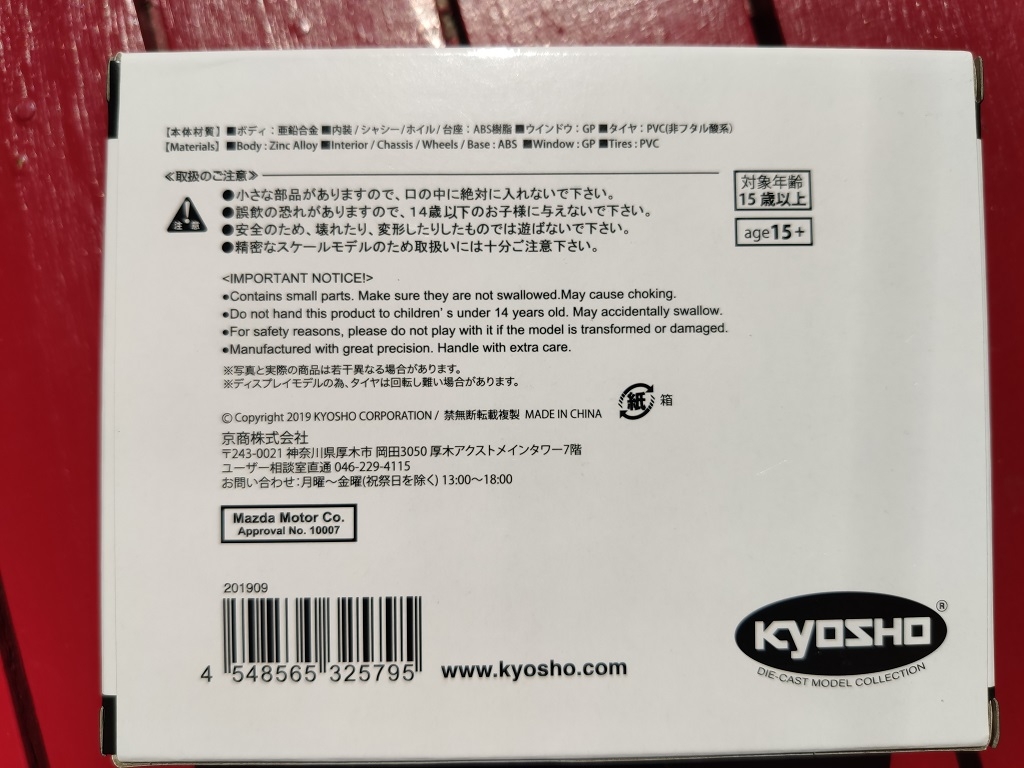 【本体材質】 ■ボディ：亜鉛合金 ■内装/シャシー/ホイル/台座：ABS樹脂 ■ウインドウ：GP ■タイヤ：PVC(非フタル酸系)
【Materials】 ■Body : Zinc Alloy ■Interior / Chassis / Wheels / Base : ABS ■Window : GP ■Tires : PVC
≪取扱のご注意≫
注意
●小さな部品がありますので、口の中に絶対に入れないで下さい。
●誤飲の恐れがありますので、14歳以下のお子様に与えないで下さい。
●安全のため、壊れたり、変形したりしたものでは遊ばないで下さい。
●精密なスケールモデルのため取扱いには十分ご注意下さい。
対象年齢
15歳以上
age15+
<IMPORTANT NOTICE!>
●Contains small parts. Make sure they are not swallowed.May cause choking.
●Do not hand this product to children' s under 14 years old. May accidentally swallow.
●For safety reasons, please do not play with it if the model is transformed or damaged.
●Manufactured with great precision. Handle with extra care.
※写真と実際の商品は若干異なる場合があります。
※ディスプレイモデルの為、タイヤは回転し難い場合があります。
紙 箱
© Copyright 2019 KYOSHO CORPORATION / 禁無断転載複製 MADE IN CHINA
京商株式会社
〒243-0021 神奈川県厚木市 岡田3050 厚木アクストメインタワー7階
ユーザー相談室直通 046-229-4115
お問い合わせ：月曜～金曜(祝祭日を除く) 13:00～18:00
Mazda Motor Co.
Approval No. 10007
201909
4 548565 325795
www.kyosho.com
KYOSHO ®
DIE-CAST MODEL COLLECTION